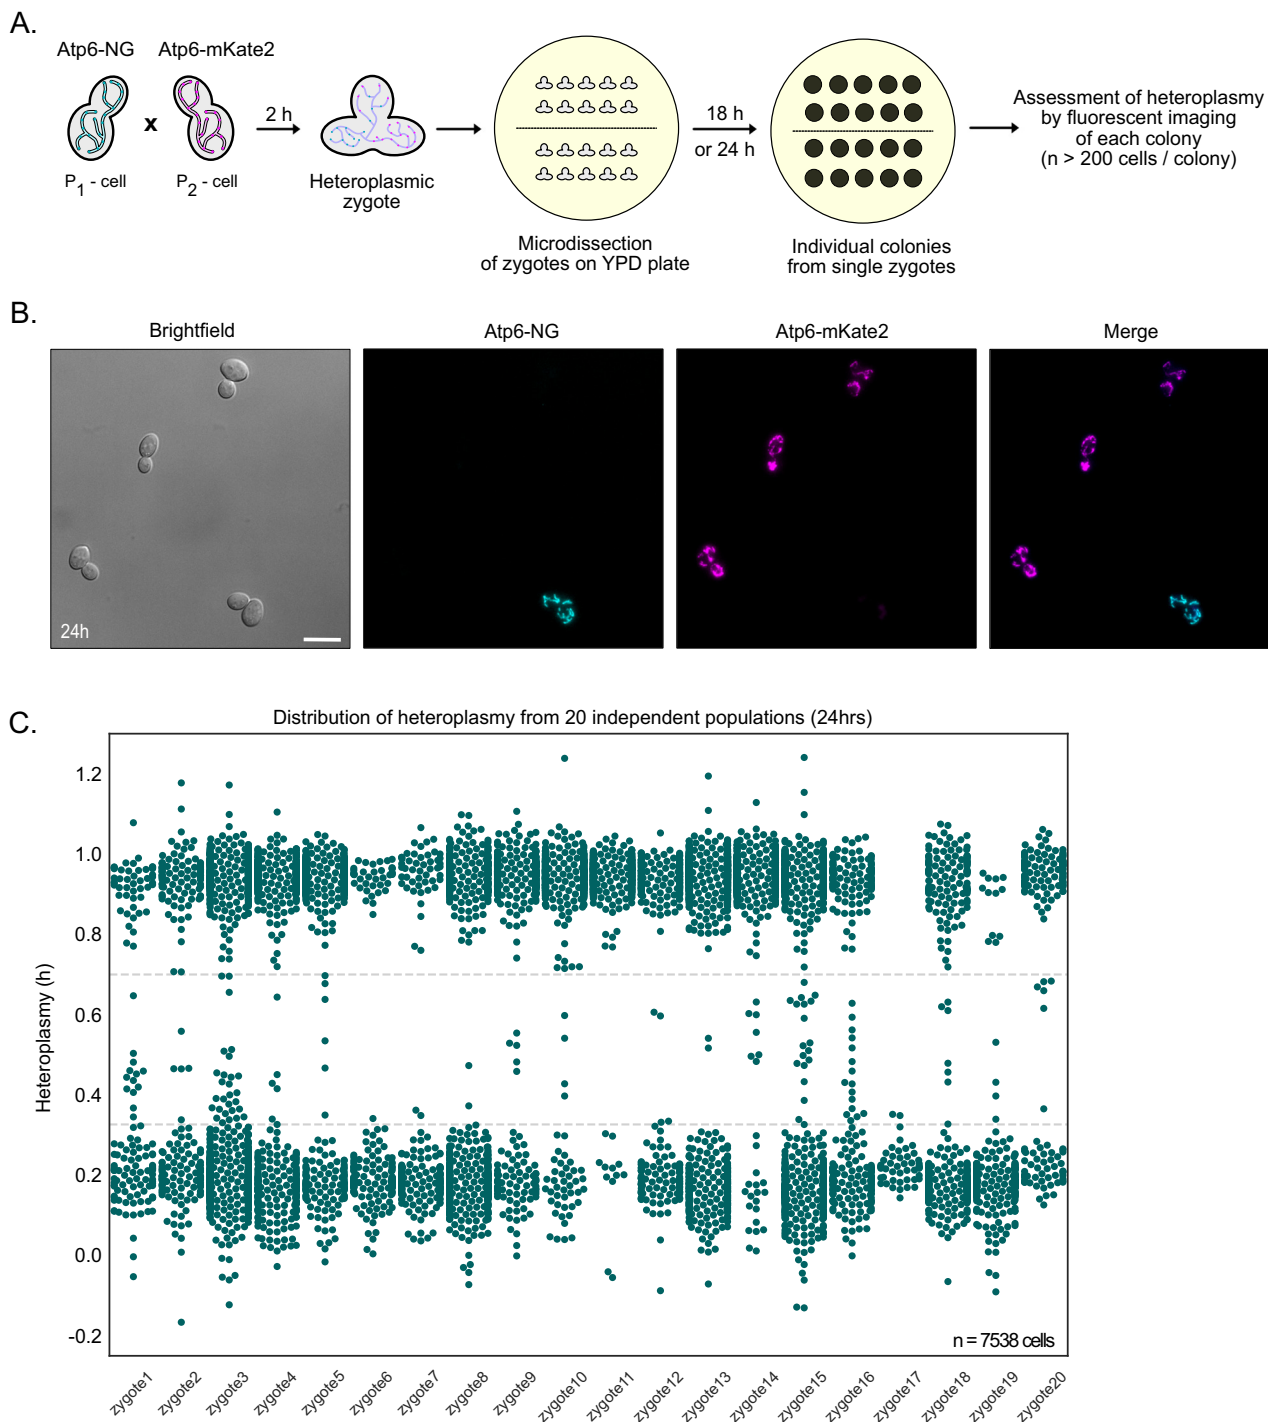 A.
Atp6-NG
Atp6-mKate2
x
P1 - cell
P2 - cell
2 h
Heteroplasmic
zygote
Microdissection
of zygotes on YPD plate
18 h
or 24 h
Individual colonies
from single zygotes
Assessment of heteroplasmy
by fluorescent imaging
of each colony
(n > 200 cells / colony)
B.
Brightfield
Atp6-NG
Atp6-mKate2
Merge
24h
C.
Distribution of heteroplasmy from 20 independent populations (24hrs)
Heteroplasmy (h)
1.2
1.0
0.8
0.6
0.4
0.2
0.0
-0.2
n = 7538 cells
zygote1
zygote2
zygote3
zygote4
zygote5
zygote6
zygote7
zygote8
zygote9
zygote10
zygote11
zygote12
zygote13
zygote14
zygote15
zygote16
zygote17
zygote18
zygote19
zygote20